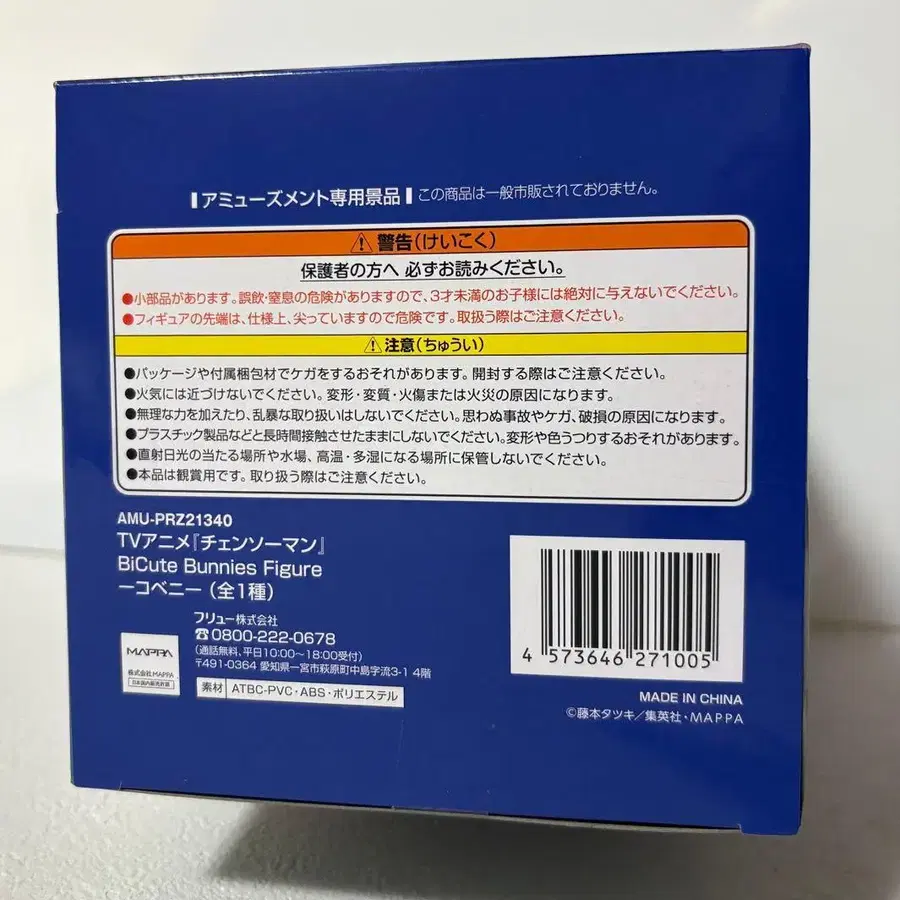 アミューズメント専用景品 この商品は一般市販されておりません。
⚠警告(けいこく)
保護者の方へ 必ずお読みください。
●小部品があります。誤飲・窒息の危険がありますので、3才未満のお子様には絶対に与えないでください。
●フィギュアの先端は、仕様上、尖っていますので危険です。取扱う際はご注意ください。
⚠注意(ちゅうい)
●パッケージや付属梱包材でケガをするおそれがあります。開封する際はご注意ください。
●火気には近づけないでください。変形・変質・火傷または火災の原因になります。
●無理な力を加えたり、乱暴な取り扱いはしないでください。思わぬ事故やケガ、破損の原因になります。
●プラスチック製品などと長時間接触させたままにしないでください。変形や色うつりするおそれがあります。
●直射日光の当たる場所や水場、高温・多湿になる場所に保管しないでください。
●本品は観賞用です。取り扱う際はご注意ください。
AMU-PRZ21340
TVアニメ『チェンソーマン』
BiCute Bunnies Figure
ーコベニー(全1種)
フリュー株式会社
☎0800-222-0678
(通話無料、平日10:00～18:00受付)
〒491-0364 愛知県一宮市萩原町中島字流3-1 4階
MAPPA
株式会社MAPPA
日本国内販売許諾
素材 ATBC-PVC・ABS・ポリエステル
4 573646 271005
MADE IN CHINA
©藤本タツキ／集英社・MAPPA